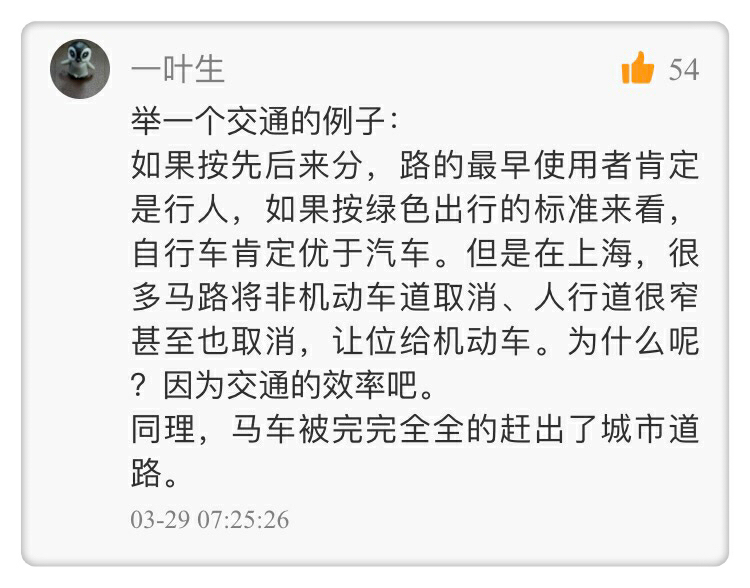 一叶生
54
举一个交通的例子：
如果按先后来分，路的最早使用者肯定
是行人，如果按绿色出行的标准来看，
自行车肯定优于汽车。但是在上海，很
多马路将非机动车道取消、人行道很窄
甚至也取消，让位给机动车。为什么呢
？因为交通的效率吧。
同理，马车被完完全全的赶出了城市道
路。
03-29 07:25:26